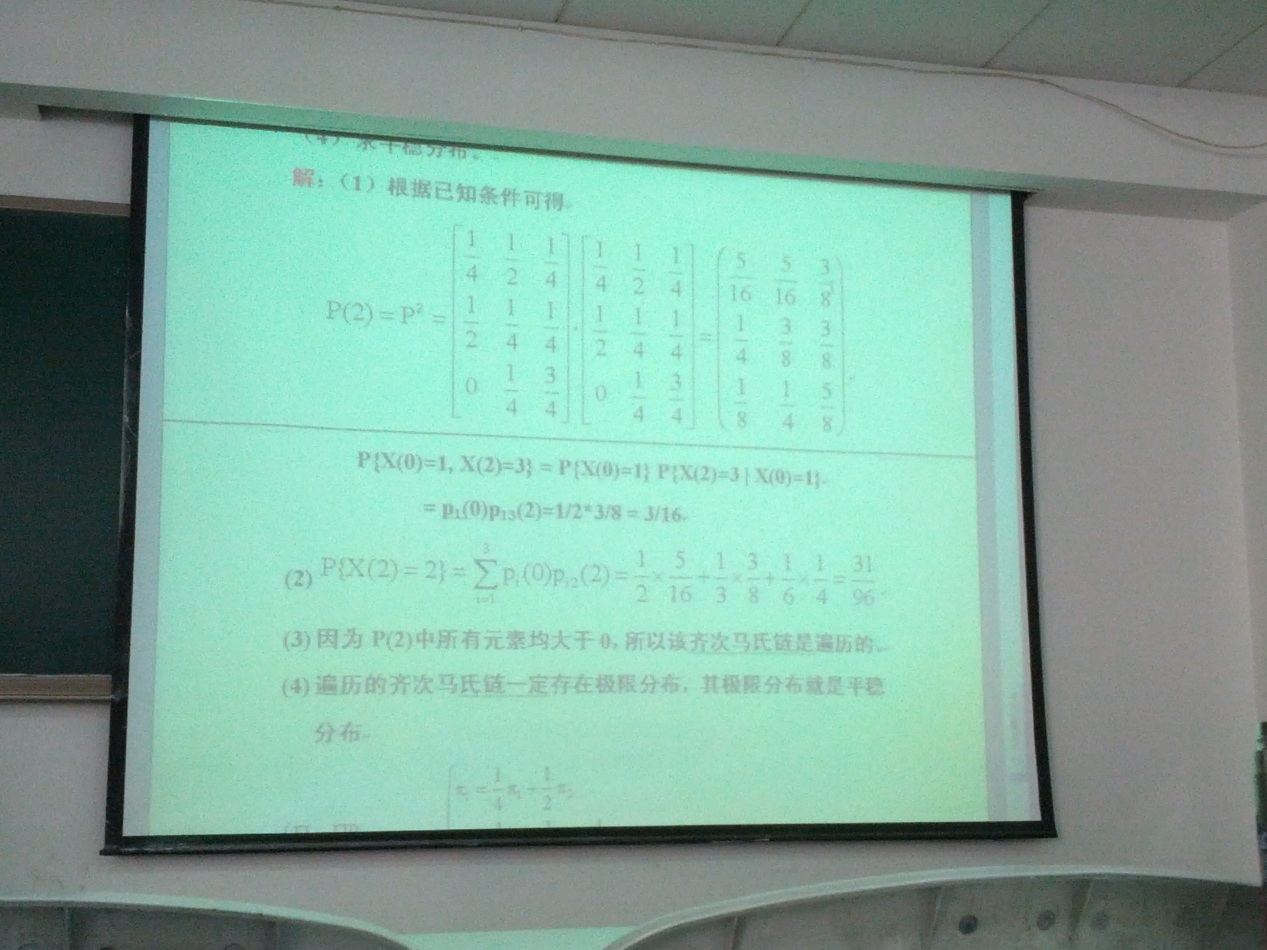 (4) 求平稳分布。
解：(1) 根据已知条件可得
P(2) = P² = [1/4 1/2 1/4; 1/2 1/4 1/4; 0 1/4 3/4] · [1/4 1/2 1/4; 1/2 1/4 1/4; 0 1/4 3/4] = (5/16 5/16 3/8; 1/4 3/8 3/8; 1/8 1/4 5/8)
P{X(0)=1, X(2)=3} = P{X(0)=1} P{X(2)=3 | X(0)=1}
= p₁(0)p₁₃(2)=1/2*3/8 = 3/16
(2) P{X(2) = 2} = ∑_{i=1}^{3} pᵢ(0)pᵢ₂(2) = 1/2 × 5/16 + 1/3 × 3/8 + 1/6 × 1/4 = 31/96
(3) 因为 P(2)中所有元素均大于 0, 所以该齐次马氏链是遍历的
(4) 遍历的齐次马氏链一定存在极限分布，其极限分布就是平稳
分布
π₁ = 1/4 π₁ + 1/2 π₂